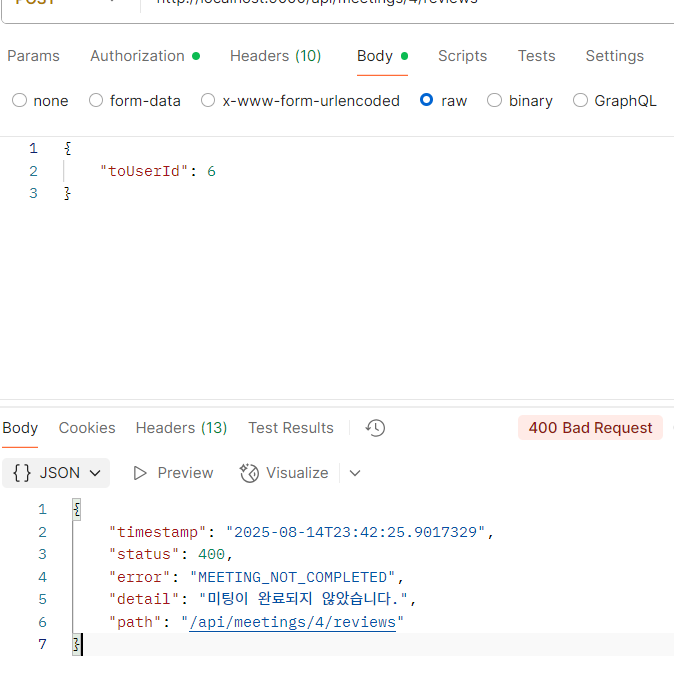 POST http://localhost:6000/api/meetings/4/reviews
Params Authorization Headers (10) Body Scripts Tests Settings
none form-data x-www-form-urlencoded raw binary GraphQL
1 {
2 "toUserId": 6
3 }
Body Cookies Headers (13) Test Results 400 Bad Request
{} JSON Preview Visualize
1 {
2 "timestamp": "2025-08-14T23:42:25.9017329",
3 "status": 400,
4 "error": "MEETING_NOT_COMPLETED",
5 "detail": "미팅이 완료되지 않았습니다.",
6 "path": "/api/meetings/4/reviews"
7 }